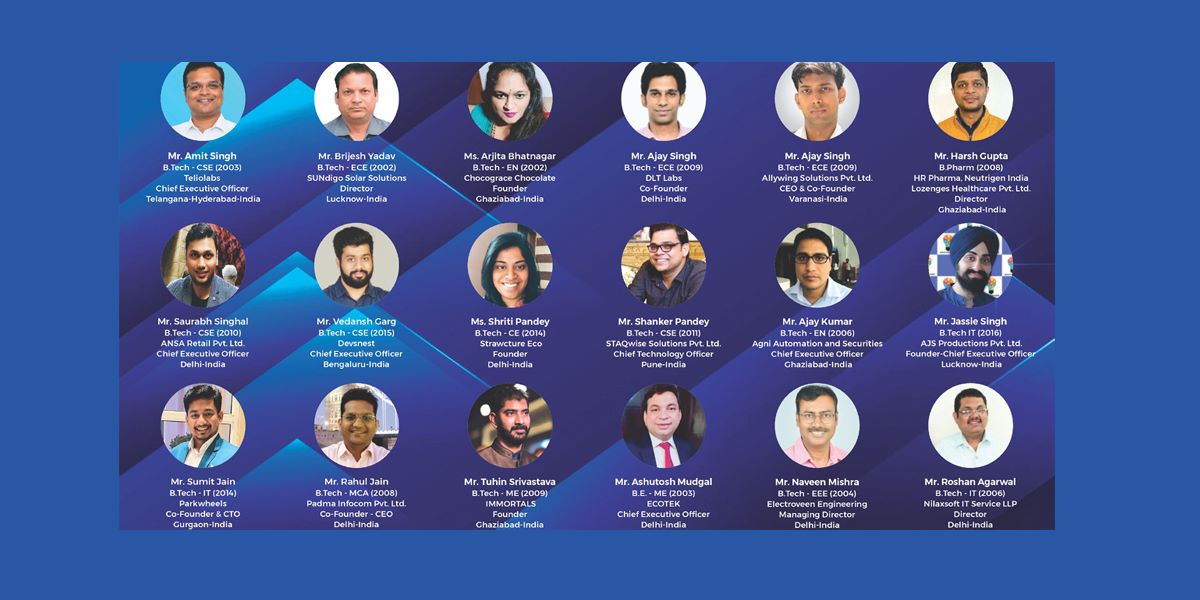 Mr. Amit Singh
B.Tech - CSE (2003)
Teliolabs
Chief Executive Officer
Telangana-Hyderabad-India
Mr. Brijesh Yadav
B.Tech - ECE (2002)
SUNdigo Solar Solutions
Director
Lucknow-India
Ms. Arjita Bhatnagar
B.Tech - EN (2002)
Chocograce Chocolate
Founder
Ghaziabad-India
Mr. Ajay Singh
B.Tech - ECE (2009)
DLT Labs
Co-Founder
Delhi-India
Mr. Ajay Singh
B.Tech - ECE (2009)
Allywing Solutions Pvt. Ltd.
CEO & Co-Founder
Varanasi-India
Mr. Harsh Gupta
B.Pharm (2008)
HR Pharma, Neutrigen India
Lozenges Healthcare Pvt. Ltd.
Director
Ghaziabad-India
Mr. Saurabh Singhal
B.Tech - CSE (2010)
ANSA Retail Pvt. Ltd.
Chief Executive Officer
Delhi-India
Mr. Vedansh Garg
B.Tech - CSE (2015)
Devsnest
Chief Executive Officer
Bengaluru-India
Ms. Shriti Pandey
B.Tech - CE (2014)
Strawcture Eco
Founder
Delhi-India
Mr. Shanker Pandey
B.Tech - CSE (2011)
STAQwise Solutions Pvt. Ltd.
Chief Technology Officer
Pune-India
Mr. Ajay Kumar
B.Tech - EN (2006)
Agni Automation and Securities
Chief Executive Officer
Ghaziabad-India
Mr. Jassie Singh
B.Tech IT (2016)
AJS Productions Pvt. Ltd.
Founder-Chief Executive Officer
Lucknow-India
Mr. Sumit Jain
B.Tech - IT (2014)
Parkwheels
Co-Founder & CTO
Gurgaon-India
Mr. Rahul Jain
B.Tech - MCA (2008)
Padma Infocom Pvt. Ltd.
Co-Founder - CEO
Delhi-India
Mr. Tuhin Srivastava
B.Tech - ME (2009)
IMMORTALS
Founder
Ghaziabad-India
Mr. Ashutosh Mudgal
B.E. - ME (2003)
ECOTEK
Chief Executive Officer
Delhi-India
Mr. Naveen Mishra
B.Tech - EEE (2004)
Electroveen Engineering
Managing Director
Delhi-India
Mr. Roshan Agarwal
B.Tech - IT (2006)
Nilaxsoft IT Service LLP
Director
Delhi-India